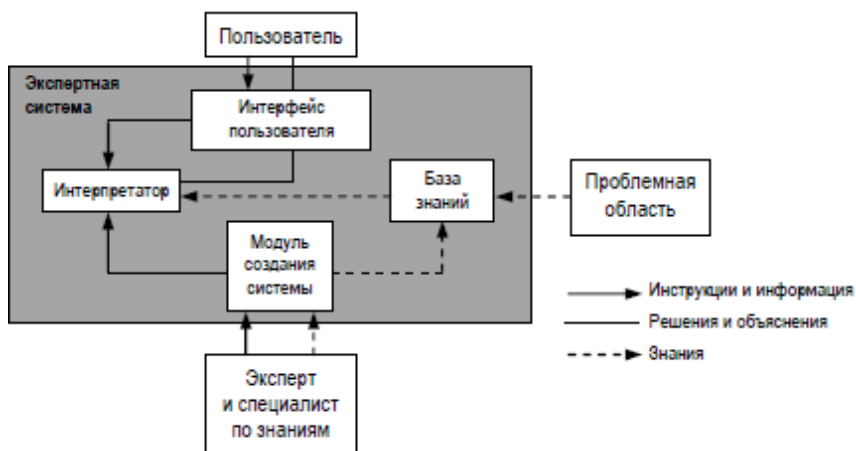 Пользователь
Экспертная
система
Интерфейс
пользователя
Интерпретатор
База
знаний
Проблемная
область
Модуль
создания
системы
Инструкции и информация
Решения и объяснения
Знания
Эксперт
и специалист
по знаниям